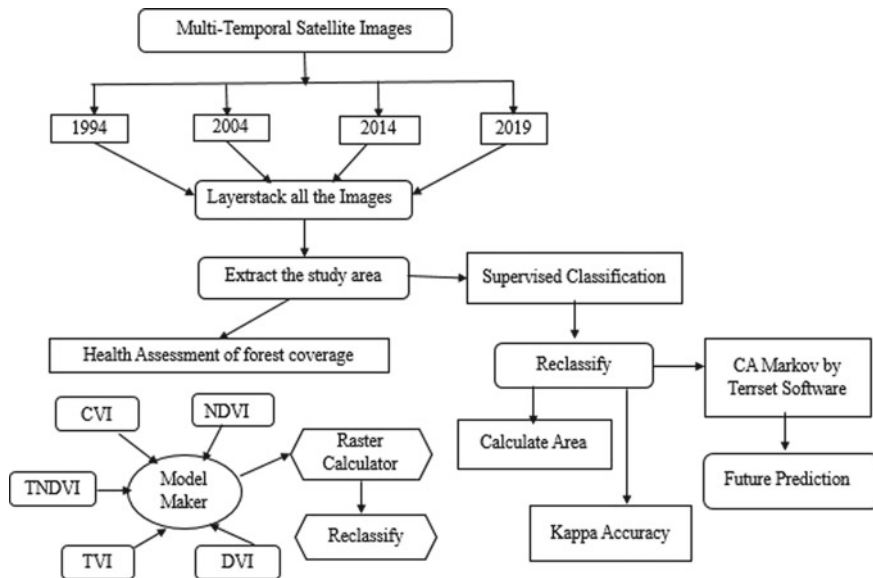 Multi-Temporal Satellite Images
1994
2004
2014
2019
Layerstack all the Images
Extract the study area
Supervised Classification
Health Assessment of forest coverage
Reclassify
CA Markov by
Terrset Software
CVI
NDVI
Raster
Calculator
Calculate Area
Future Prediction
TNDVI
Model
Maker
Reclassify
Kappa Accuracy
TVI
DVI